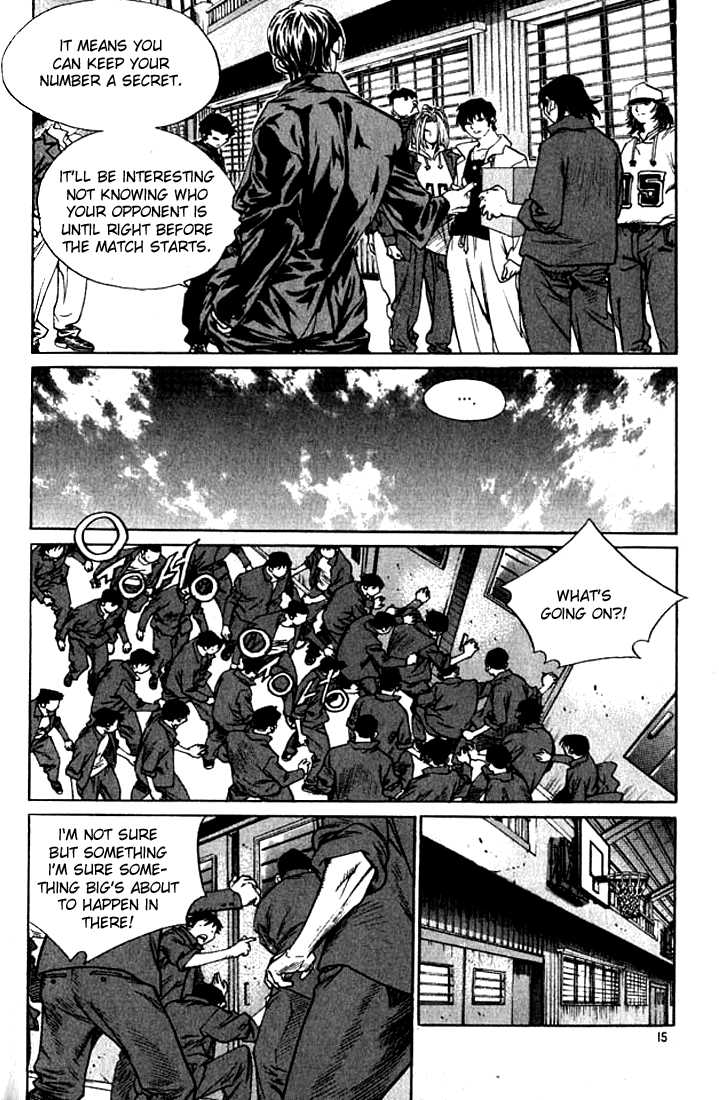 IT MEANS YOU
CAN KEEP YOUR
NUMBER A SECRET.
IT'LL BE INTERESTING
NOT KNOWING WHO
YOUR OPPONENT IS
UNTIL RIGHT BEFORE
THE MATCH STARTS.
15
....
WHAT'S
GOING ON?!
I'M NOT SURE
BUT SOMETHING
I'M SURE SOME-
THING BIG'S ABOUT
TO HAPPEN IN
THERE!
15